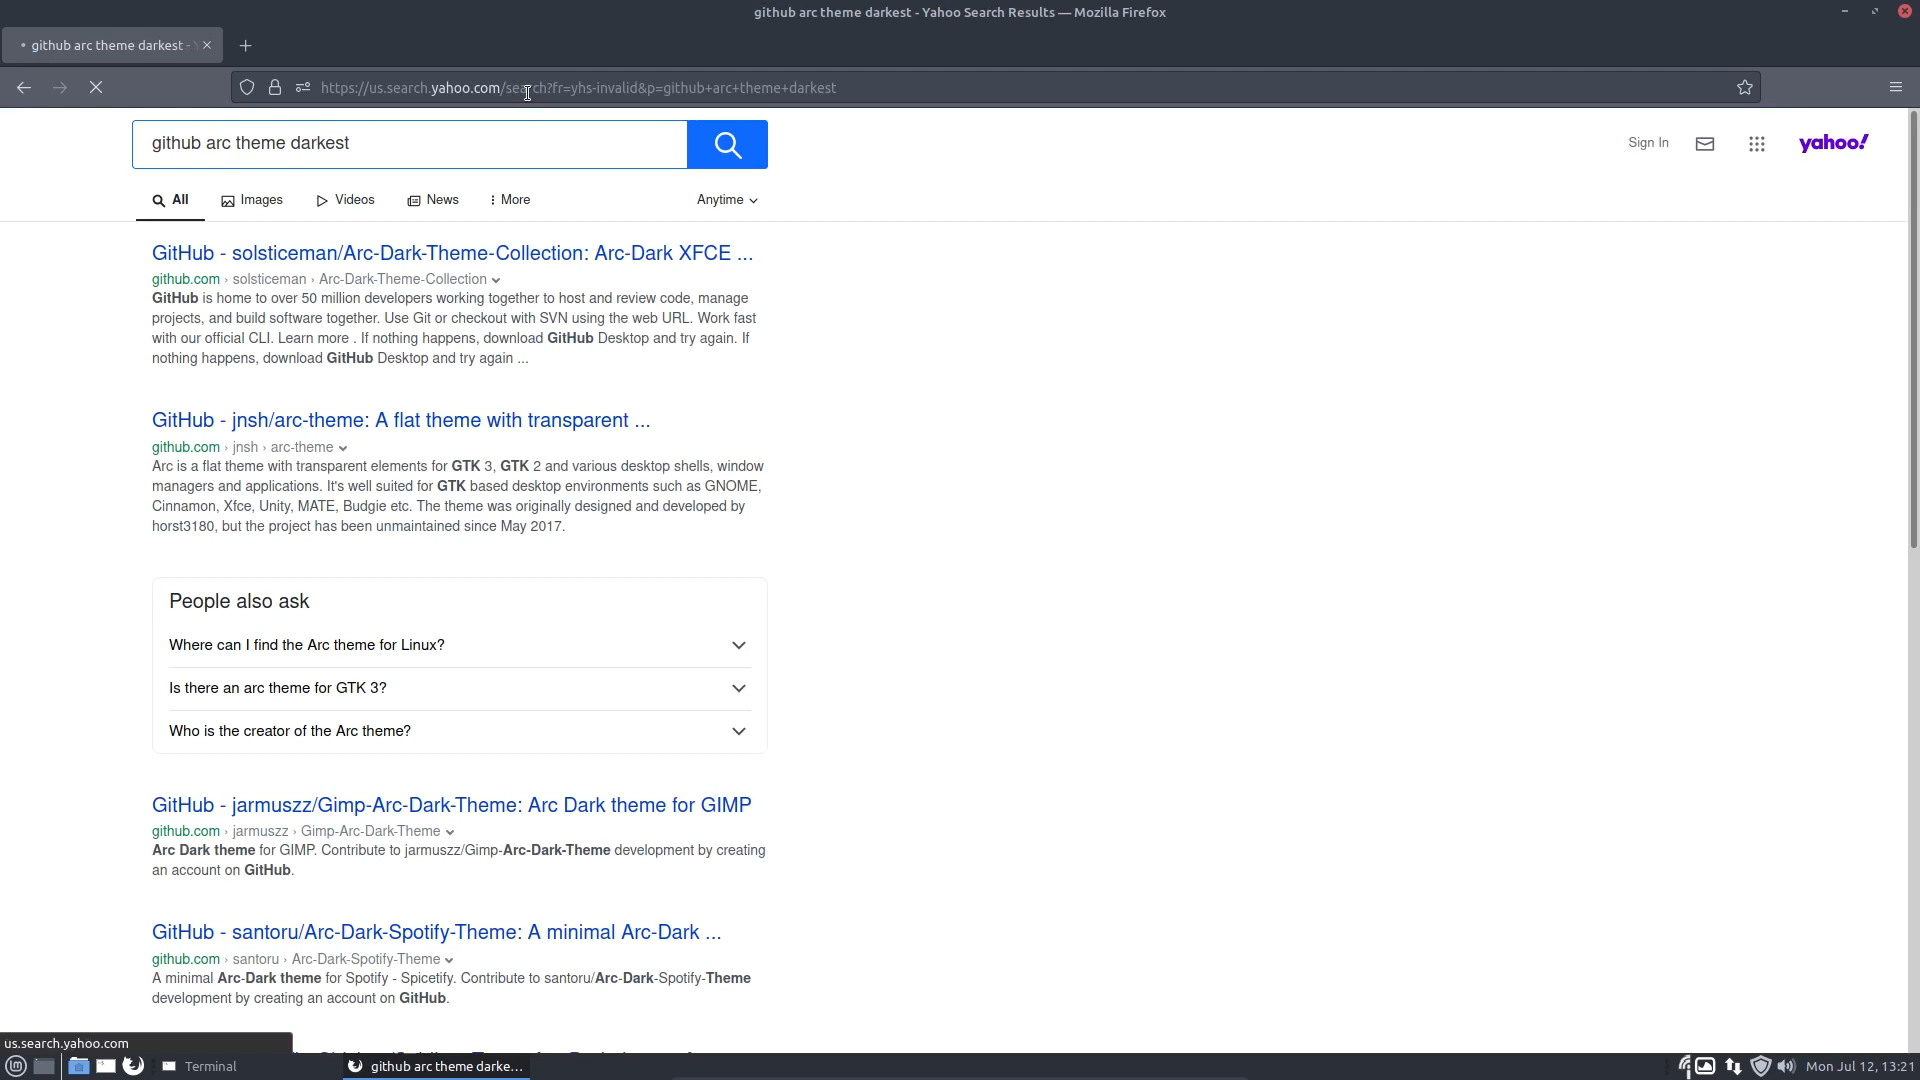 github arc theme darkest - Yahoo Search Results — Mozilla Firefox
github arc theme darkest -
https://us.search.yahoo.com/search?fr=yhs-invalid&p=github+arc+theme+darkest
github arc theme darkest
Sign In
yahoo!
All
Images
Videos
News
More
Anytime
GitHub - solsticeman/Arc-Dark-Theme-Collection: Arc-Dark XFCE ...
github.com › solsticeman › Arc-Dark-Theme-Collection
GitHub is home to over 50 million developers working together to host and review code, manage
projects, and build software together. Use Git or checkout with SVN using the web URL. Work fast
with our official CLI. Learn more . If nothing happens, download GitHub Desktop and try again. If
nothing happens, download GitHub Desktop and try again ...
GitHub - jnsh/arc-theme: A flat theme with transparent ...
github.com › jnsh › arc-theme
Arc is a flat theme with transparent elements for GTK 3, GTK 2 and various desktop shells, window
managers and applications. It's well suited for GTK based desktop environments such as GNOME,
Cinnamon, Xfce, Unity, MATE, Budgie etc. The theme was originally designed and developed by
horst3180, but the project has been unmaintained since May 2017.
People also ask
Where can I find the Arc theme for Linux?
Is there an arc theme for GTK 3?
Who is the creator of the Arc theme?
GitHub - jarmuszz/Gimp-Arc-Dark-Theme: Arc Dark theme for GIMP
github.com › jarmuszz › Gimp-Arc-Dark-Theme
Arc Dark theme for GIMP. Contribute to jarmuszz/Gimp-Arc-Dark-Theme development by creating
an account on GitHub.
GitHub - santoru/Arc-Dark-Spotify-Theme: A minimal Arc-Dark ...
github.com › santoru › Arc-Dark-Spotify-Theme
A minimal Arc-Dark theme for Spotify - Spicetify. Contribute to santoru/Arc-Dark-Spotify-Theme
development by creating an account on GitHub.
us.search.yahoo.com
Terminal
github arc theme darke...
Mon Jul 12, 13:21